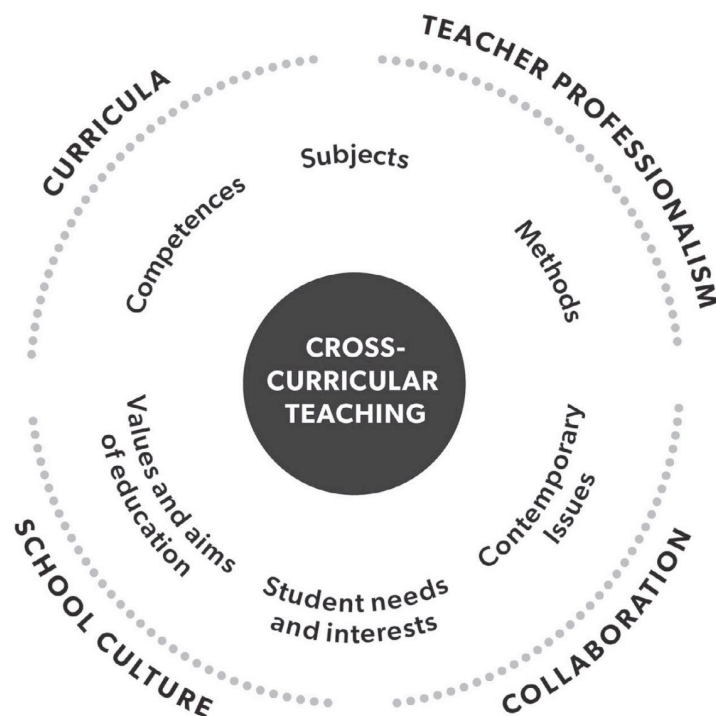 TEACHER PROFESSIONALISM
CURRICULA
Subjects
Competences
Methods
CROSS-
CURRICULAR
TEACHING
Values and aims
of education
Contemporary
Issues
Student needs
and interests
SCHOOL CULTURE
COLLABORATION